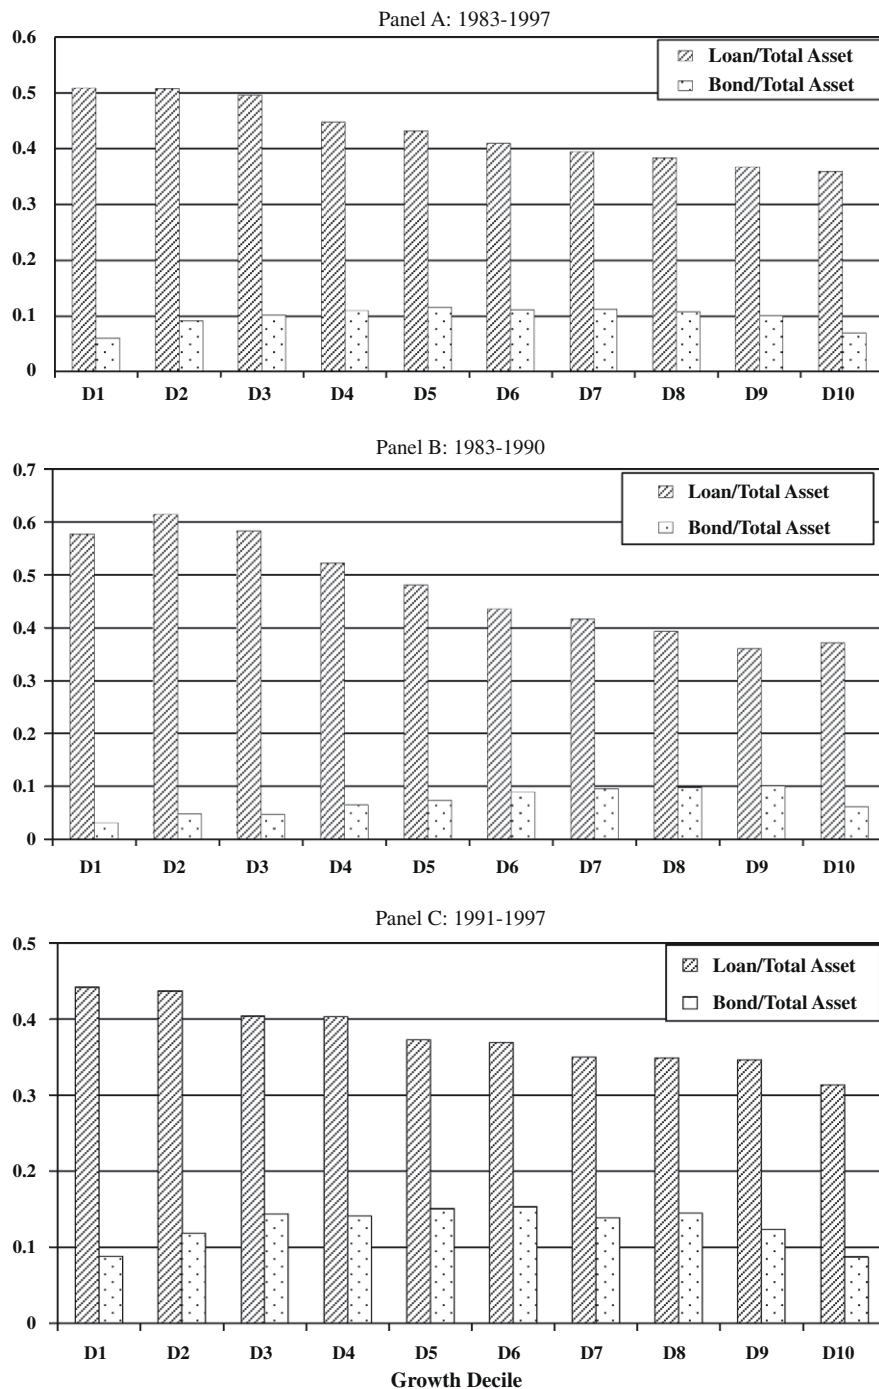 Panel A: 1983-1997
0.6
0.5
0.4
0.3
0.2
0.1
0
Loan/Total Asset
Bond/Total Asset
D1 D2 D3 D4 D5 D6 D7 D8 D9 D10
Panel B: 1983-1990
0.7
0.6
0.5
0.4
0.3
0.2
0.1
0
Loan/Total Asset
Bond/Total Asset
D1 D2 D3 D4 D5 D6 D7 D8 D9 D10
Panel C: 1991-1997
0.5
0.4
0.3
0.2
0.1
0
Loan/Total Asset
Bond/Total Asset
D1 D2 D3 D4 D5 D6 D7 D8 D9 D10
Growth Decile